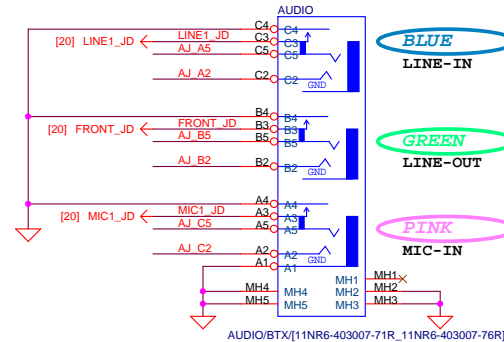 AUDIO
C4 C4
[20] LINE1_JD LINE1_JD C3 C3
AJ_A5 C5 C5
AJ_A2 C2 C2
GND
BLUE
LINE-IN
B4 B4
[20] FRONT_JD FRONT_JD B3 B3
AJ_B5 B5 B5
AJ_B2 B2 B2
GND
GREEN
LINE-OUT
A4 A4
[20] MIC1_JD MIC1_JD A3 A3
AJ_C5 A5 A5
AJ_C2 A2 A2
GND
A1 A1
PINK
MIC-IN
MH1 MH1
MH4 MH4 MH2 MH2
MH5 MH5 MH3 MH3
AUDIO/BTX/[11NR6-403007-71R_11NR6-403007-76R]